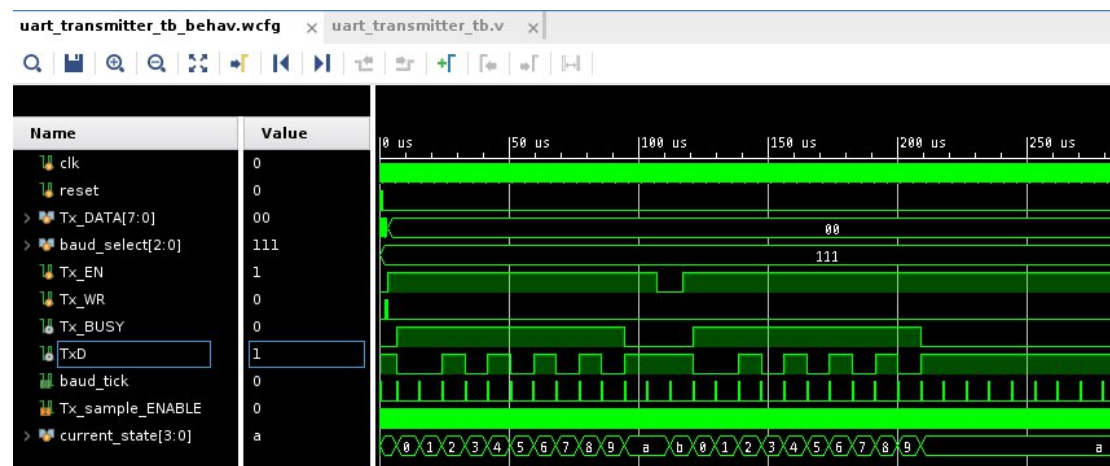 uart_transmitter_tb_behav.wcfg × uart_transmitter_tb.v ×
Name Value 0 us 50 us 100 us 150 us 200 us 250 us
clk 0
reset 0
Tx_DATA[7:0] 00 00
baud_select[2:0] 111 111
Tx_EN 1
Tx_WR 0
Tx_BUSY 0
TxD 1
baud_tick 0
Tx_sample_ENABLE 0
current_state[3:0] a 0 1 2 3 4 5 6 7 8 9 a b 0 1 2 3 4 5 6 7 8 9 a